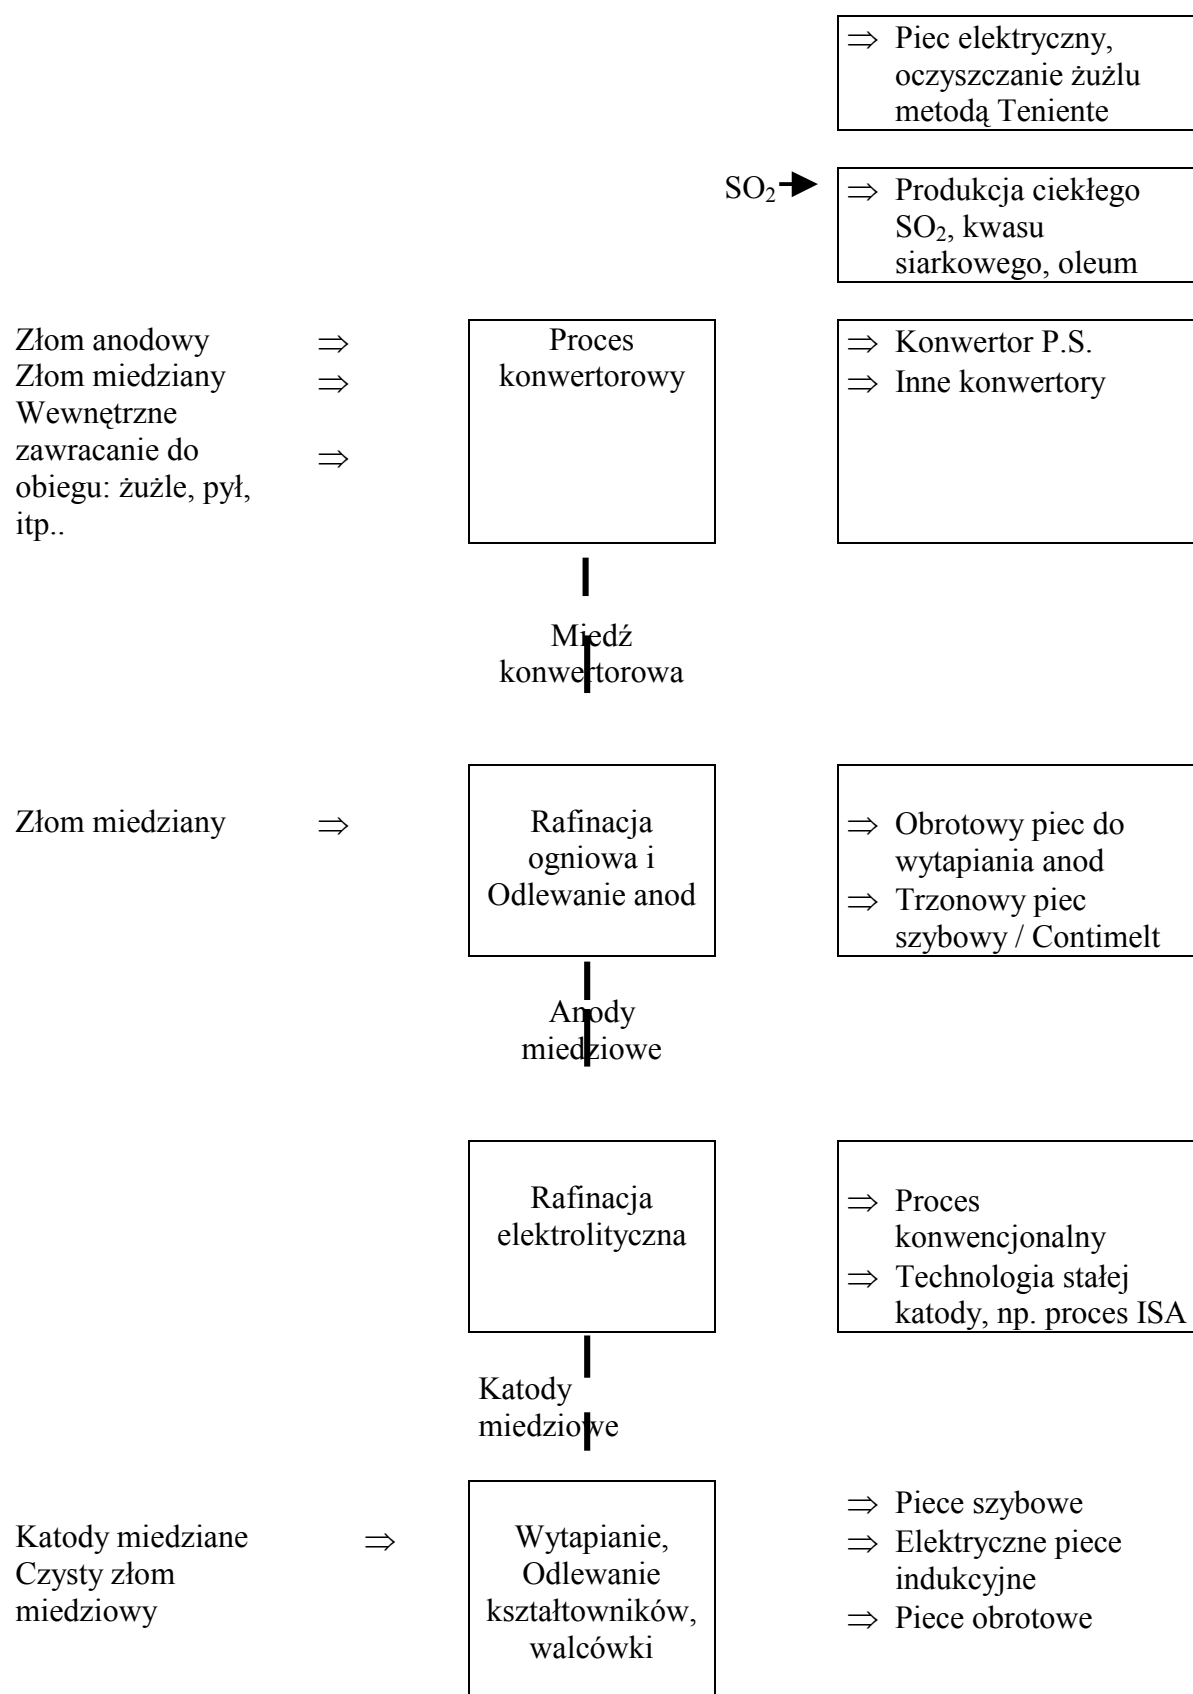 ⇒ Piec elektryczny,
oczyszczanie żużlu
metodą Teniente
SO₂
⇒ Produkcja ciekłego
SO₂, kwasu
siarkowego, oleum
Złom anodowy ⇒
Złom miedziany ⇒
Wewnętrzne
zawracanie do ⇒
obiegu: żużle, pył,
itp..
Proces
konwertorowy
⇒ Konwertor P.S.
⇒ Inne konwertory
Miedź
konwertorowa
Złom miedziany ⇒
Rafinacja
ogniowa i
Odlewanie anod
⇒ Obrotowy piec do
wytapiania anod
⇒ Trzonowy piec
szybowy / Contimelt
Anody
miedziowe
Rafinacja
elektrolityczna
⇒ Proces
konwencjonalny
⇒ Technologia stałej
katody, np. proces ISA
Katody
miedziowe
Katody miedziane ⇒
Czysty złom
miedziowy
Wytapianie,
Odlewanie
kształtowników,
walcówki
⇒ Piece szybowe
⇒ Elektryczne piece
indukcyjne
⇒ Piece obrotowe